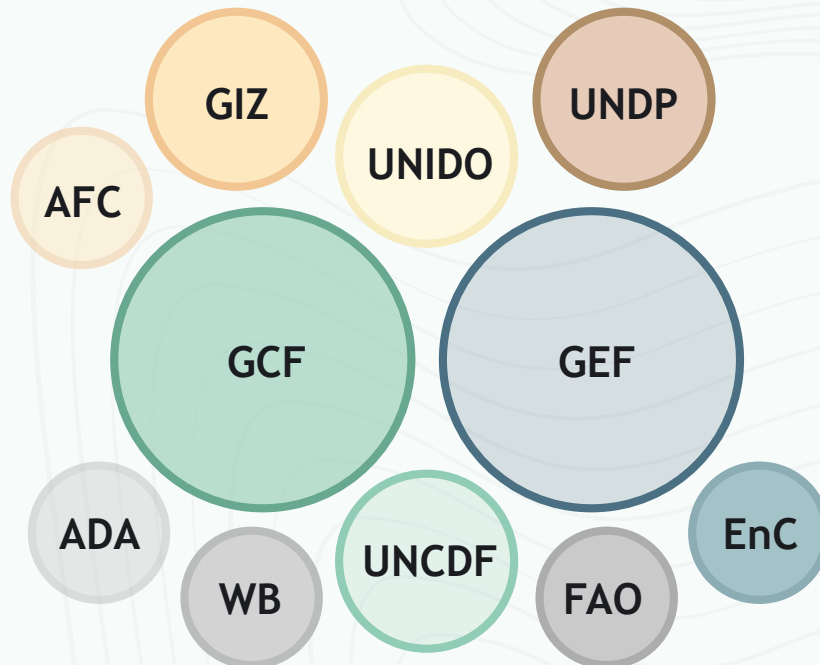 GIZ
UNDP
UNIDO
AFC
GCF
GEF
ADA
EnC
UNCDF
WB
FAO